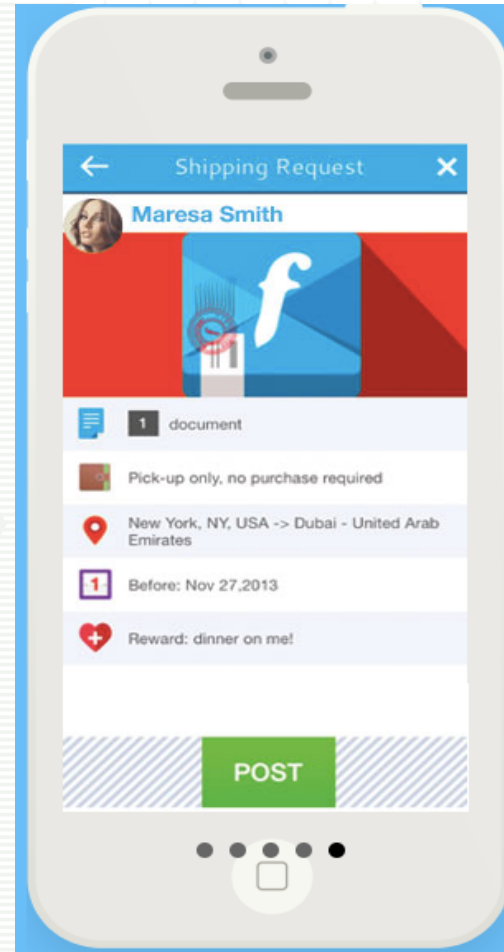 Shipping Request
Maresa Smith
f
1 document
Pick-up only, no purchase required
New York, NY, USA -> Dubai - United Arab
Emirates
1
Before: Nov 27,2013
Reward: dinner on me!
POST